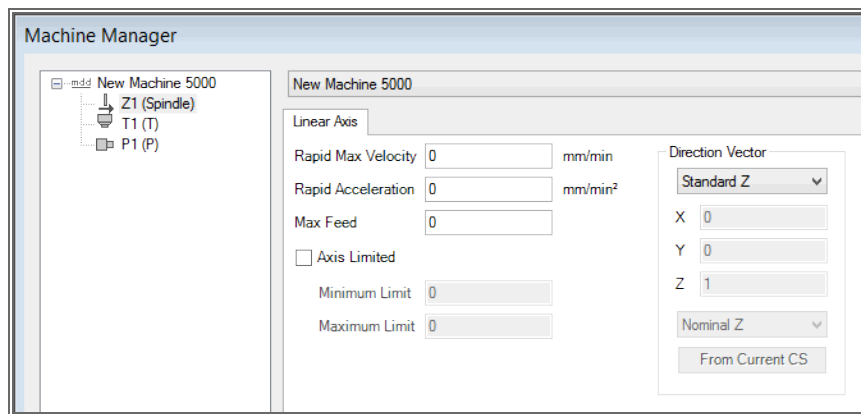 Machine Manager
mdd New Machine 5000
Z1 (Spindle)
T1 (T)
P1 (P)
New Machine 5000
Linear Axis
Rapid Max Velocity 0 mm/min
Rapid Acceleration 0 mm/min²
Max Feed 0
Axis Limited
Minimum Limit 0
Maximum Limit 0
Direction Vector
Standard Z
X 0
Y 0
Z 1
Nominal Z
From Current CS